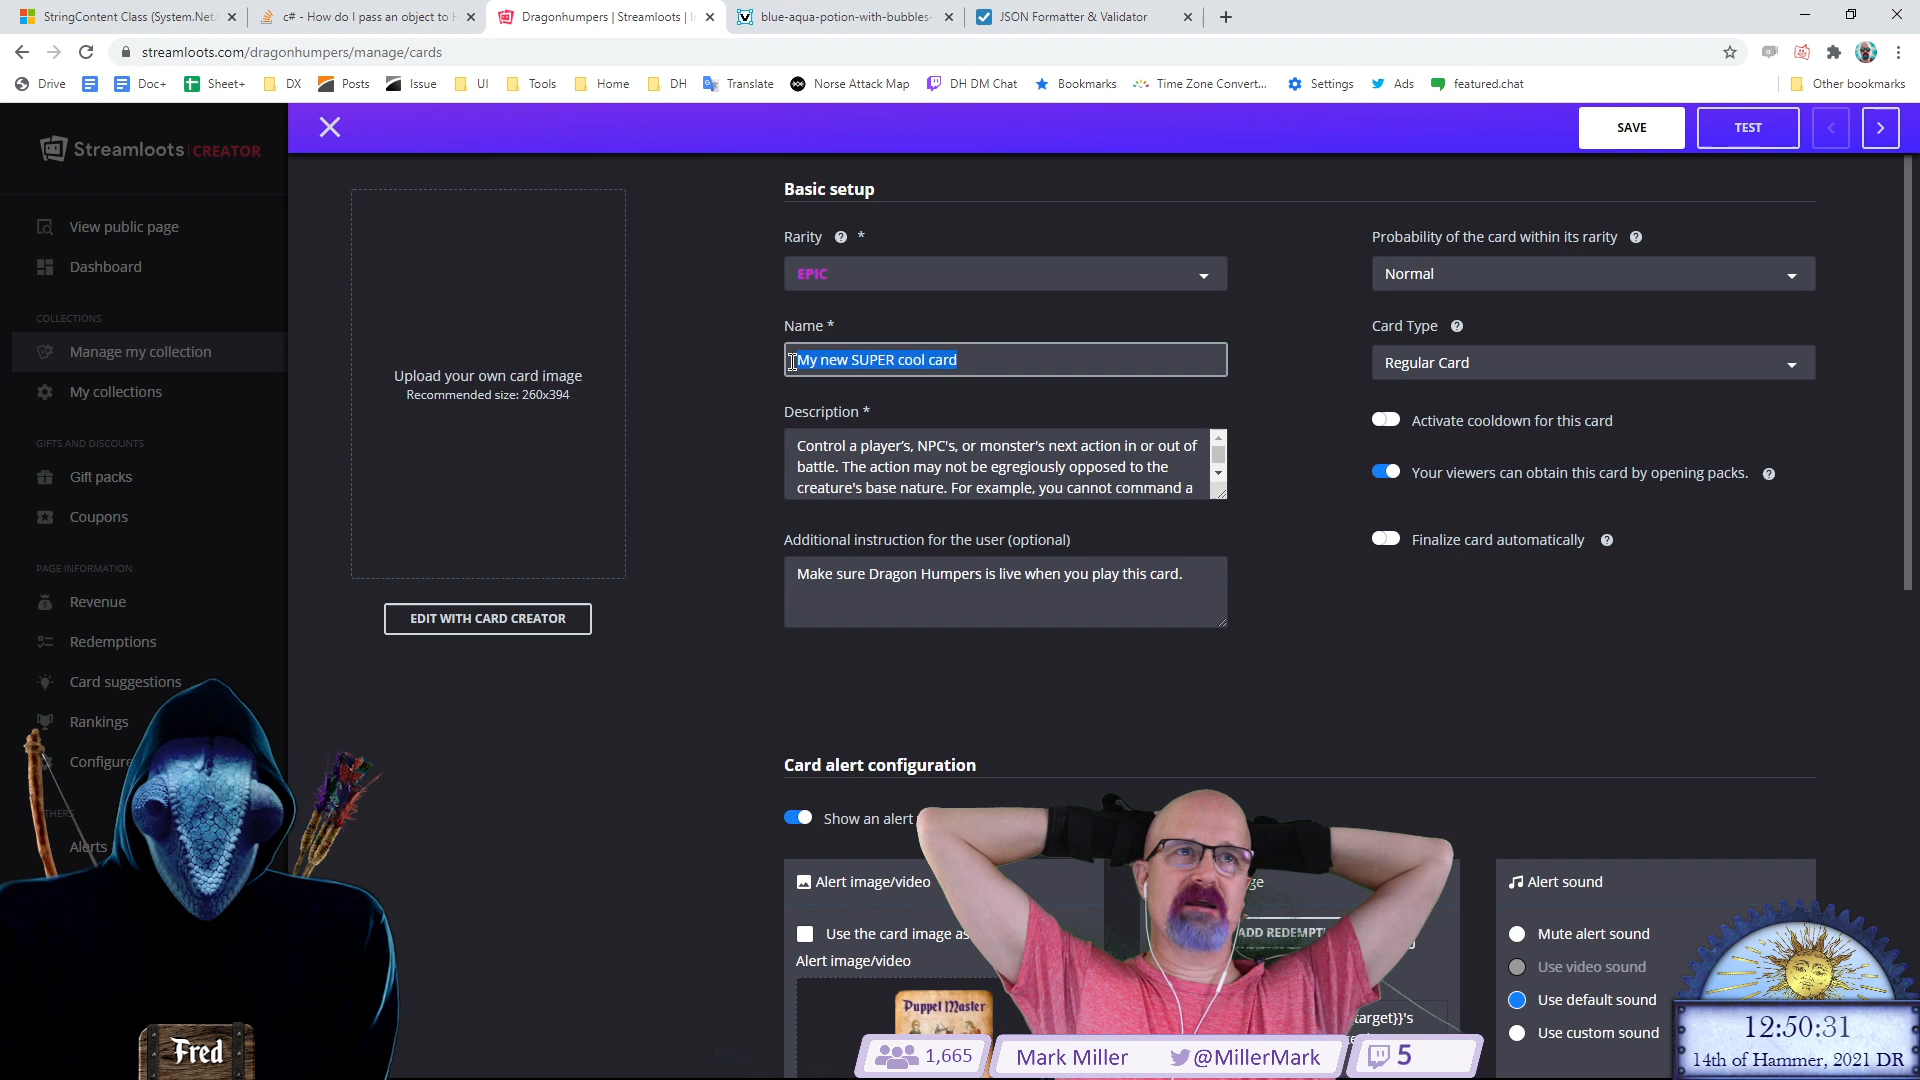 StringContent Class (System.Net.
c# - How do I pass an object to H
Dragonhumpers | Streamloots | In
blue-aqua-potion-with-bubbles-
JSON Formatter & Validator
streamloots.com/dragonhumpers/manage/cards
Drive
Doc+
Sheet+
DX
Posts
Issue
UI
Tools
Home
DH
Translate
Norse Attack Map
DH DM Chat
Bookmarks
Time Zone Convert...
Settings
Ads
featured.chat
Other bookmarks
Streamloots | CREATOR
SAVE
TEST
View public page
Dashboard
COLLECTIONS
Manage my collection
My collections
GIFTS AND DISCOUNTS
Gift packs
Coupons
PAGE INFORMATION
Revenue
Redemptions
Card suggestions
Rankings
Configure
THERS
Alerts
Upload your own card image
Recommended size: 260x394
EDIT WITH CARD CREATOR
Basic setup
Rarity *
EPIC
Name *
My new SUPER cool card
Description *
Control a player's, NPC's, or monster's next action in or out of
battle. The action may not be egregiously opposed to the
creature's base nature. For example, you cannot command a
Additional instruction for the user (optional)
Make sure Dragon Humpers is live when you play this card.
Probability of the card within its rarity
Normal
Card Type
Regular Card
Activate cooldown for this card
Your viewers can obtain this card by opening packs.
Finalize card automatically
Card alert configuration
Show an alert
Alert image/video
Use the card image as
Alert image/video
Puppet Master
ge
ADD REDEMPT
target}}'s
Alert sound
Mute alert sound
Use video sound
Use default sound
Use custom sound
Fred
1,665
Mark Miller
@MillerMark
5
12:50:31
14th of Hammer, 2021 DR